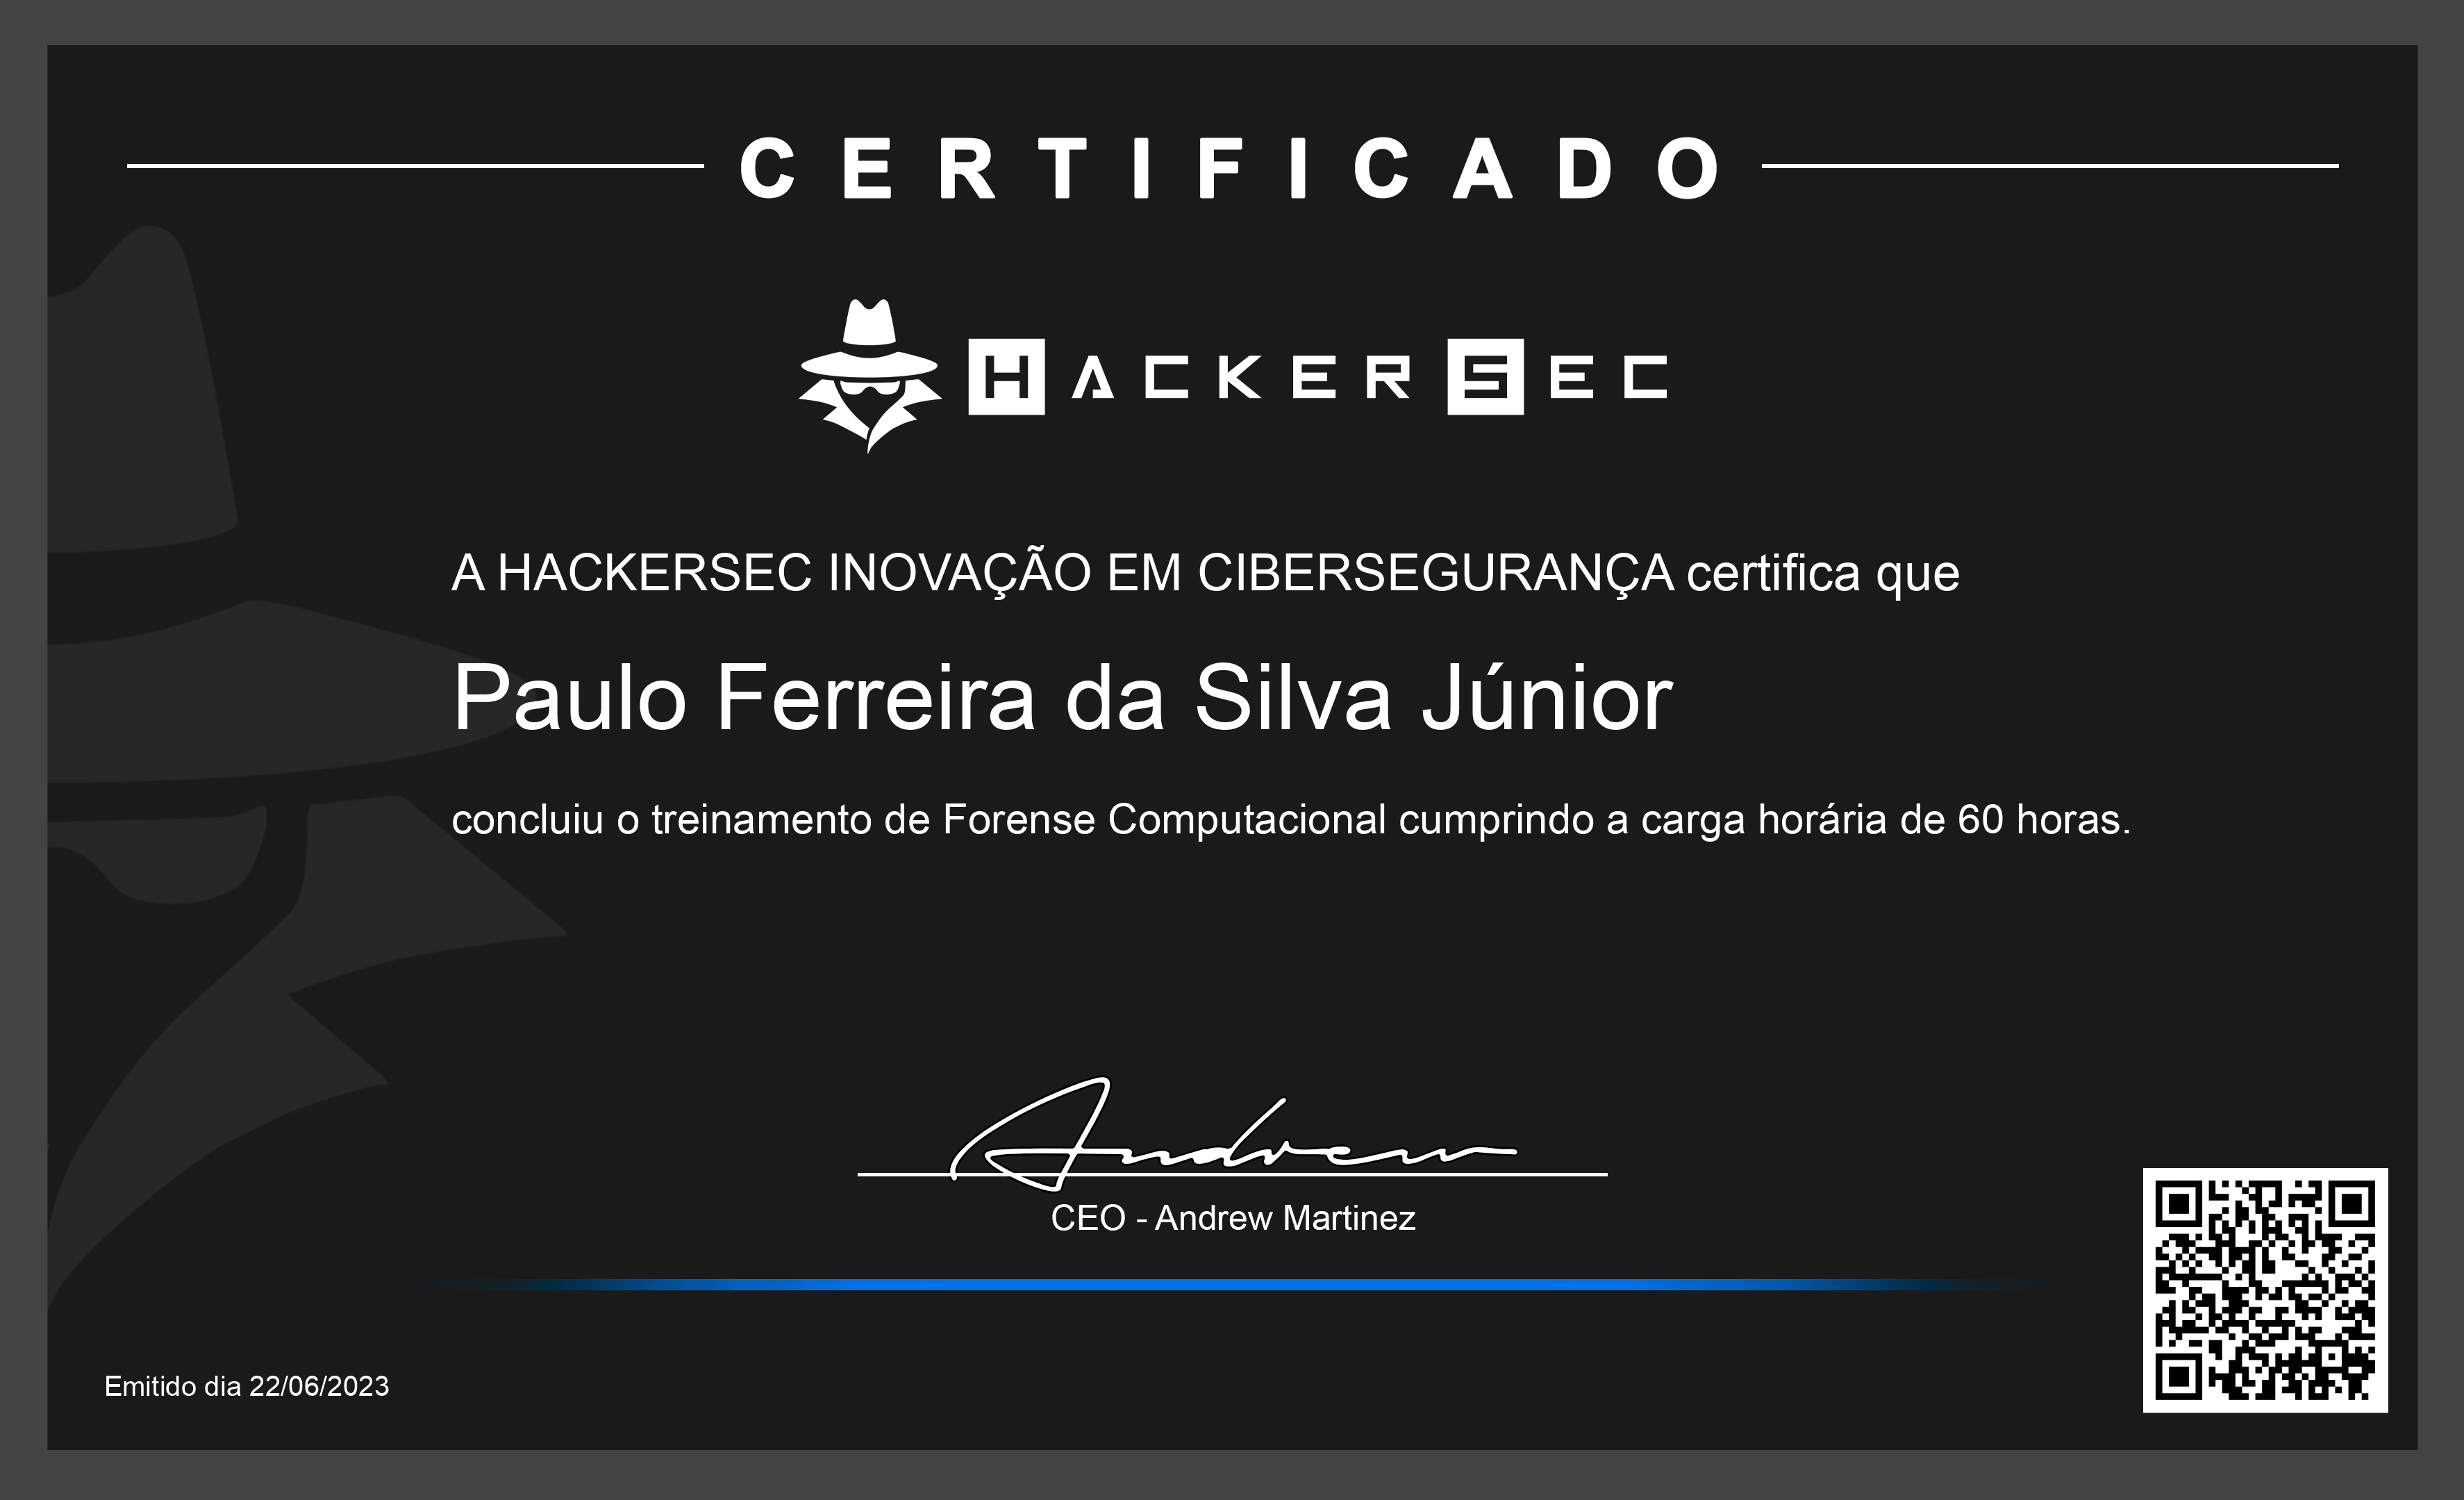 CERTIFICADO
HACKERSEC
A HACKERSEC INOVAÇÃO EM CIBERSEGURANÇA certifica que
Paulo Ferreira da Silva Júnior
concluiu o treinamento de Forense Computacional cumprindo a carga horária de 60 horas.
Andrew
CEO - Andrew Martinez
Emitido dia 22/06/2023